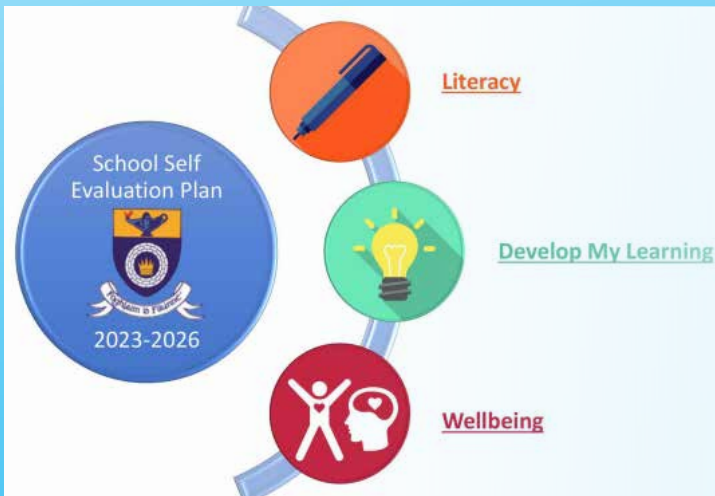 School Self
Evaluation Plan
2023-2026
Literacy
Develop My Learning
Wellbeing